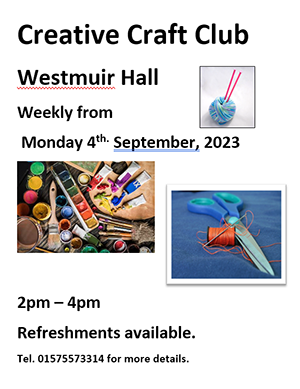 Creative Craft Club
Westmuir Hall
Weekly from
Monday 4th. September, 2023
2pm – 4pm
Refreshments available.
Tel. 01575573314 for more details.